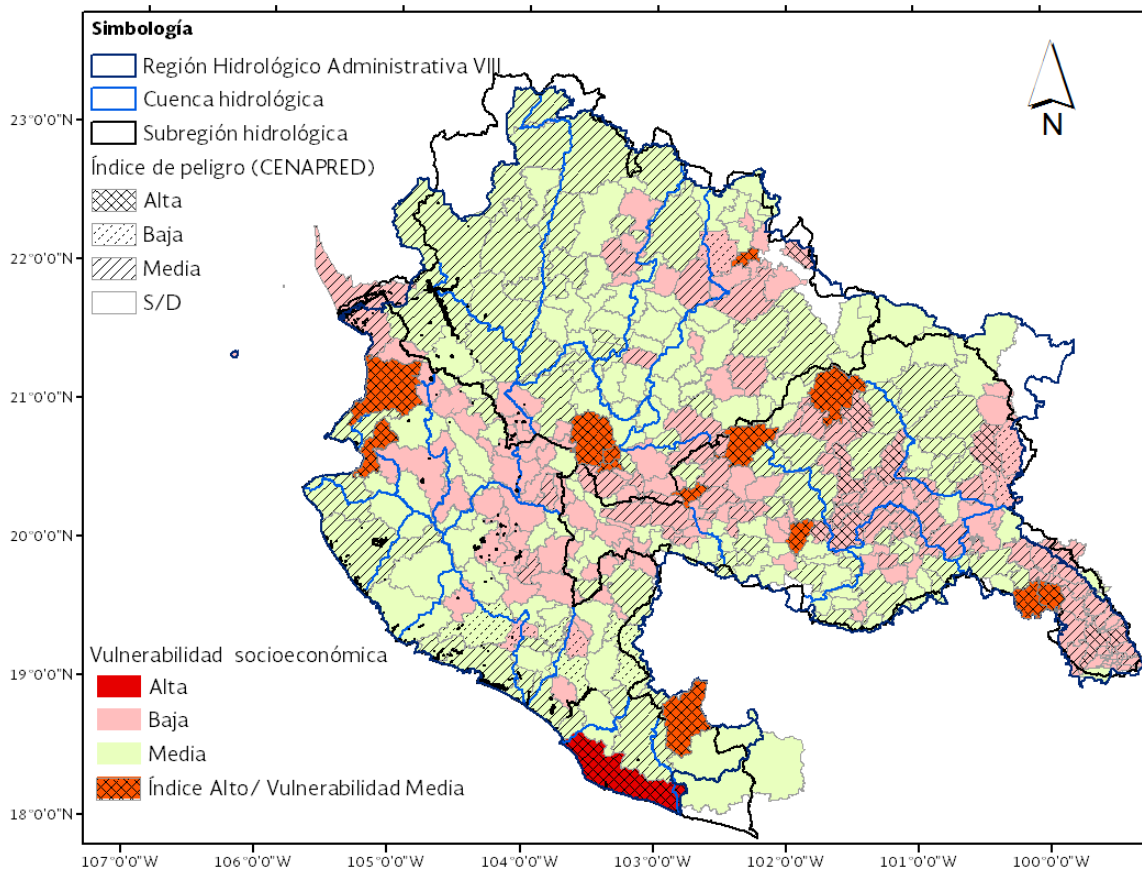 Simbología
Región Hidrológico Administrativa VIII
Cuenca hidrológica
Subregión hidrológica
Índice de peligro (CENAPRED)
Alta
Baja
Media
S/D
N
23°0'0"N
22°0'0"N
21°0'0"N
20°0'0"N
19°0'0"N
18°0'0"N
Vulnerabilidad socioeconómica
Alta
Baja
Media
Índice Alto/ Vulnerabilidad Media
107°0'0"W 106°0'0"W 105°0'0"W 104°0'0"W 103°0'0"W 102°0'0"W 101°0'0"W 100°0'0"W